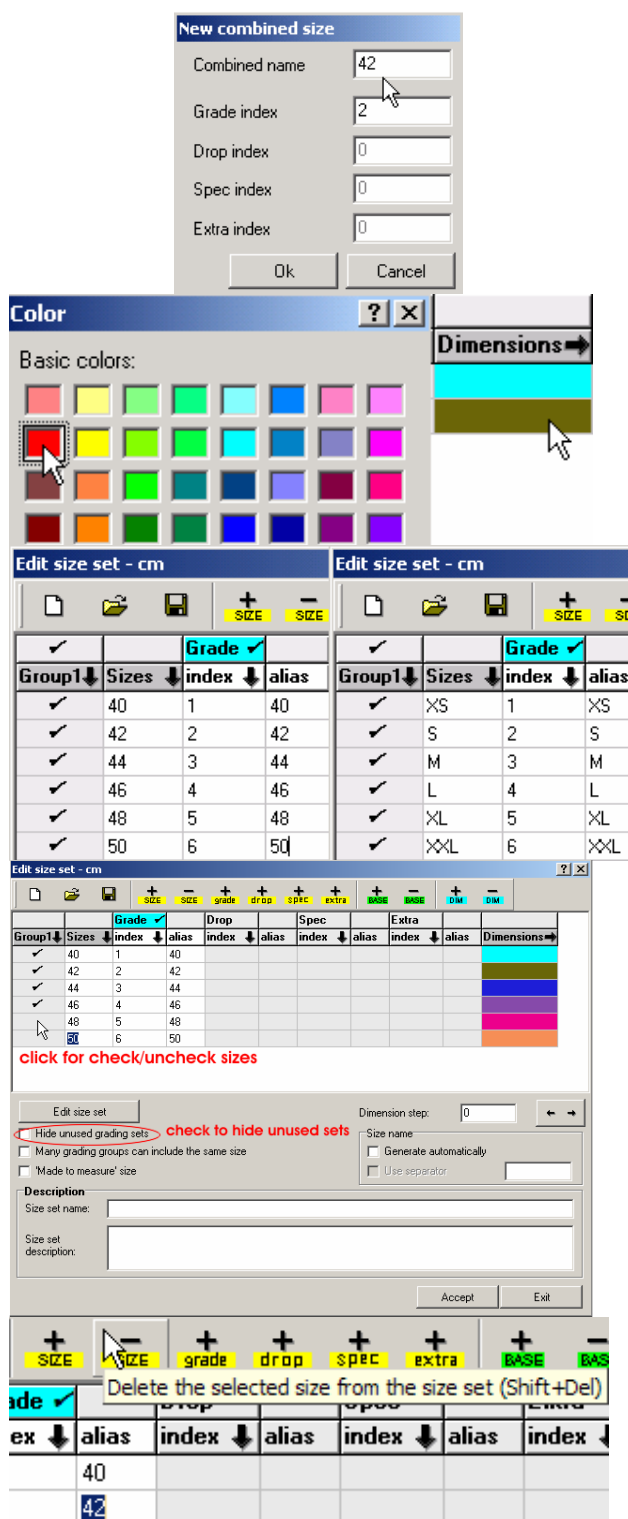 New combined size
Combined name 42
Grade index 2
Drop index 0
Spec index 0
Extra index 0
Ok Cancel
Color ? X
Dimensions
Basic colors:
Edit size set - cm
SIZE SIZE
Grade
Group1 Sizes index alias
40 1 40
42 2 42
44 3 44
46 4 46
48 5 48
50 6 50
Edit size set - cm
SIZE
Grade
Group1 Sizes index alias
XS 1 XS
S 2 S
M 3 M
L 4 L
XL 5 XL
XXL 6 XXL
Edit size set - cm ? X
+ SIZE - SIZE + grade + drop + spec + extra + BASE - BASE + DIM - DIM
Grade Drop Spec Extra
Group1 Sizes index alias index alias index alias index alias Dimensions
40 1 40
42 2 42
44 3 44
46 4 46
48 5 48
50 6 50
click for check/uncheck sizes
Edit size set Dimension step: 0
Hide unused grading sets check to hide unused sets Size name
Many grading groups can include the same size Generate automatically
'Made to measure' size Use separator
Description
Size set name:
Size set
description:
Accept Exit
+ SIZE - SIZE + grade + drop + spec + extra + BASE - BAS
ade
Delete the selected size from the size set (Shift+Del)
ex alias index alias index alias index
40
42